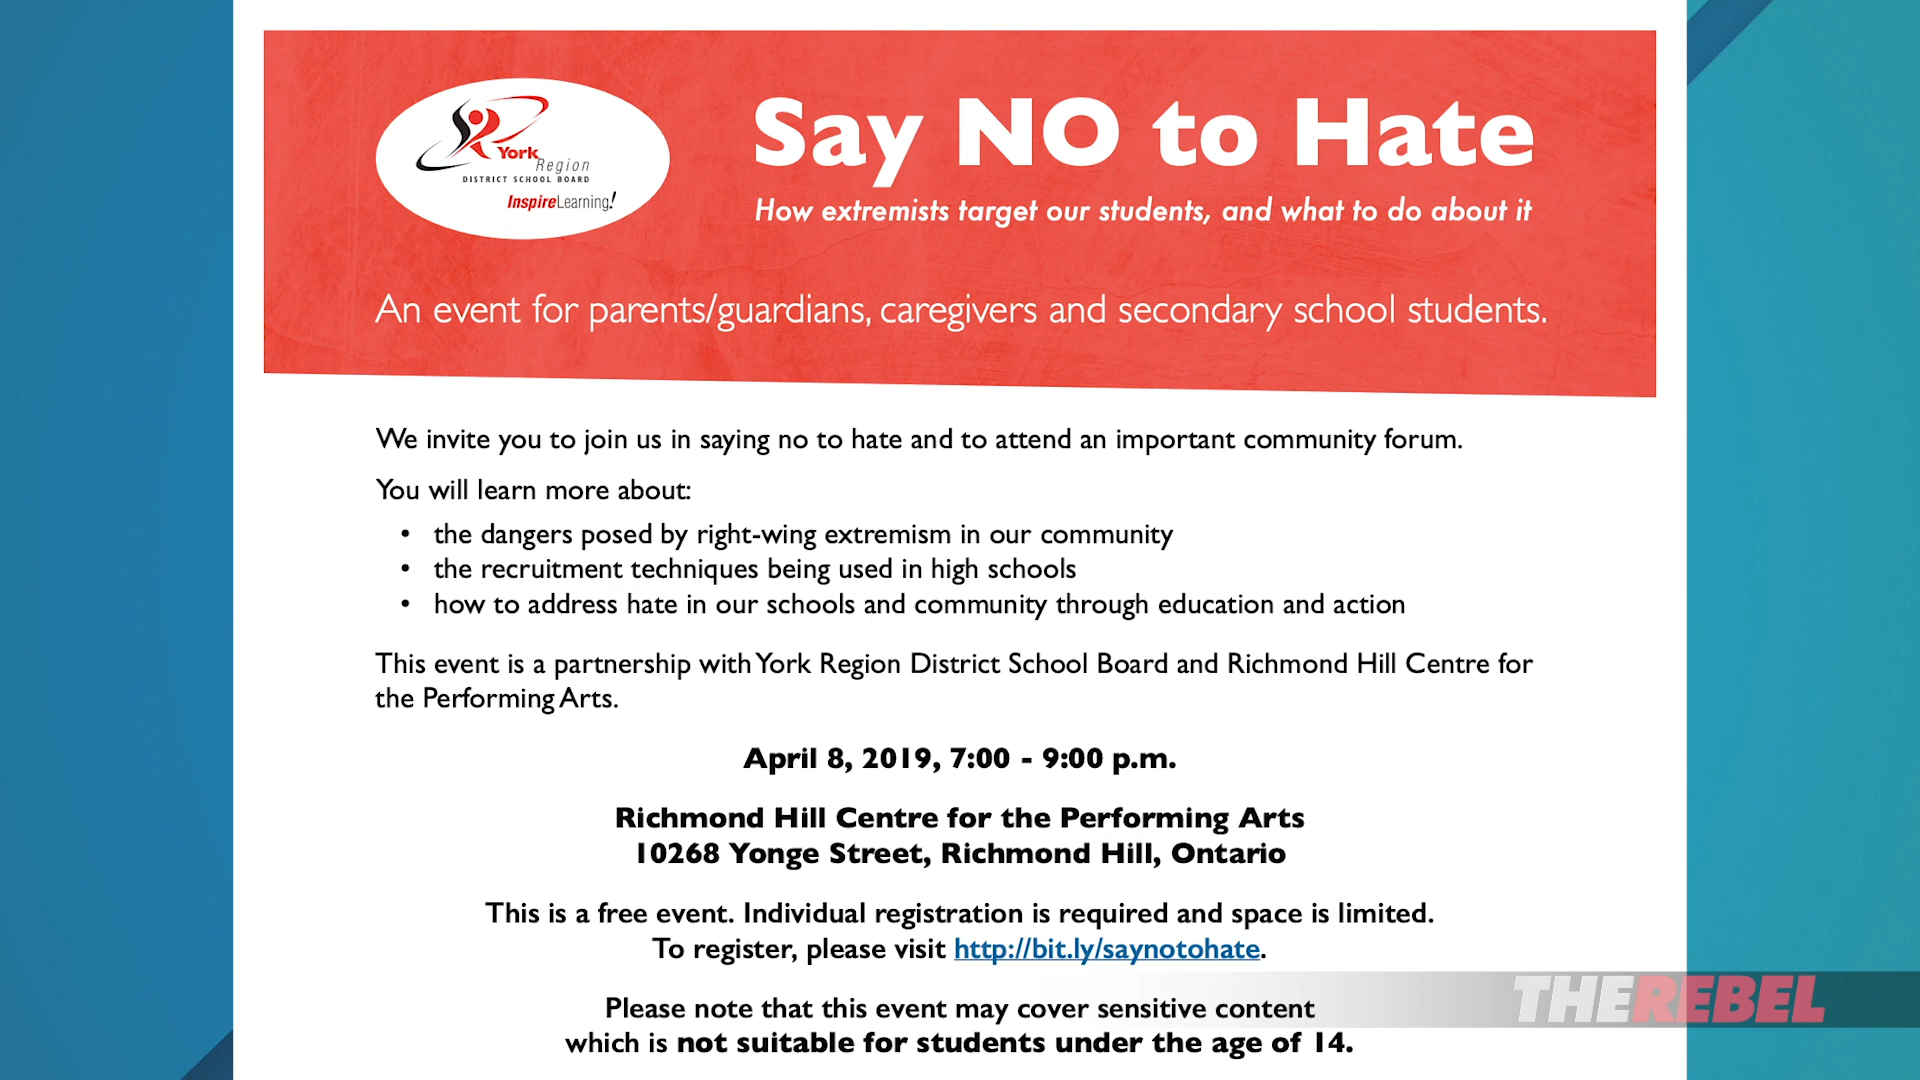 York
Region
DISTRICT SCHOOL BOARD
InspireLearning!
Say NO to Hate
How extremists target our students, and what to do about it
An event for parents/guardians, caregivers and secondary school students.
We invite you to join us in saying no to hate and to attend an important community forum.
You will learn more about:
• the dangers posed by right-wing extremism in our community
• the recruitment techniques being used in high schools
• how to address hate in our schools and community through education and action
This event is a partnership with York Region District School Board and Richmond Hill Centre for
the Performing Arts.
April 8, 2019, 7:00 - 9:00 p.m.
Richmond Hill Centre for the Performing Arts
10268 Yonge Street, Richmond Hill, Ontario
This is a free event. Individual registration is required and space is limited.
To register, please visit http://bit.ly/saynotohate.
Please note that this event may cover sensitive content
which is not suitable for students under the age of 14.
THEREBEL